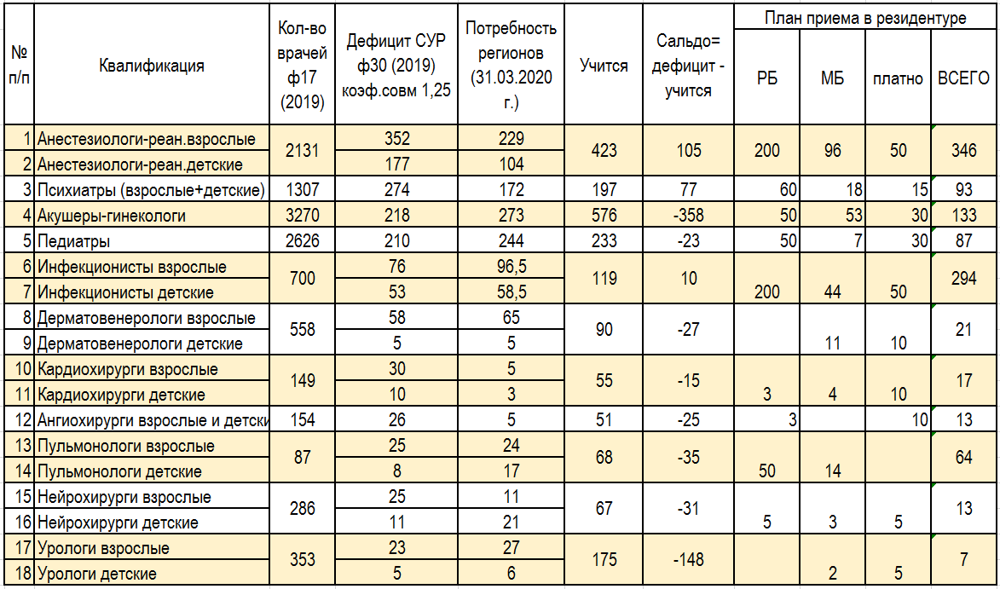 № п/п | Квалификация | Кол-во врачей ф17 (2019) | Дефицит СУР ф30 (2019) коэф.совм 1,25 | Потребность регионов (31.03.2020 г.) | Учится | Сальдо= дефицит - учится | План приема в резидентуре
РБ | МБ | платно | ВСЕГО
1 | Анестезиологи-реан.взрослые | 2131 | 352 | 229 | 423 | 105 | 200 | 96 | 50 | 346
2 | Анестезиологи-реан.детские | 177 | 104
3 | Психиатры (взрослые+детские) | 1307 | 274 | 172 | 197 | 77 | 60 | 18 | 15 | 93
4 | Акушеры-гинекологи | 3270 | 218 | 273 | 576 | -358 | 50 | 53 | 30 | 133
5 | Педиатры | 2626 | 210 | 244 | 233 | -23 | 50 | 7 | 30 | 87
6 | Инфекционисты взрослые | 700 | 76 | 96,5 | 119 | 10 | 200 | 44 | 50 | 294
7 | Инфекционисты детские | 53 | 58,5
8 | Дерматовенерологи взрослые | 558 | 58 | 65 | 90 | -27 | 11 | 10 | 21
9 | Дерматовенерологи детские | 5 | 5
10 | Кардиохирурги взрослые | 149 | 30 | 5 | 55 | -15 | 3 | 4 | 10 | 17
11 | Кардиохирурги детские | 10 | 3
12 | Ангиохирурги взрослые и детски | 154 | 26 | 5 | 51 | -25 | 3 | 10 | 13
13 | Пульмонологи взрослые | 87 | 25 | 24 | 68 | -35 | 50 | 14 | 64
14 | Пульмонологи детские | 8 | 17
15 | Нейрохирурги взрослые | 286 | 25 | 11 | 67 | -31 | 5 | 3 | 5 | 13
16 | Нейрохирурги детские | 11 | 21
17 | Урологи взрослые | 353 | 23 | 27 | 175 | -148 | 2 | 5 | 7
18 | Урологи детские | 5 | 6